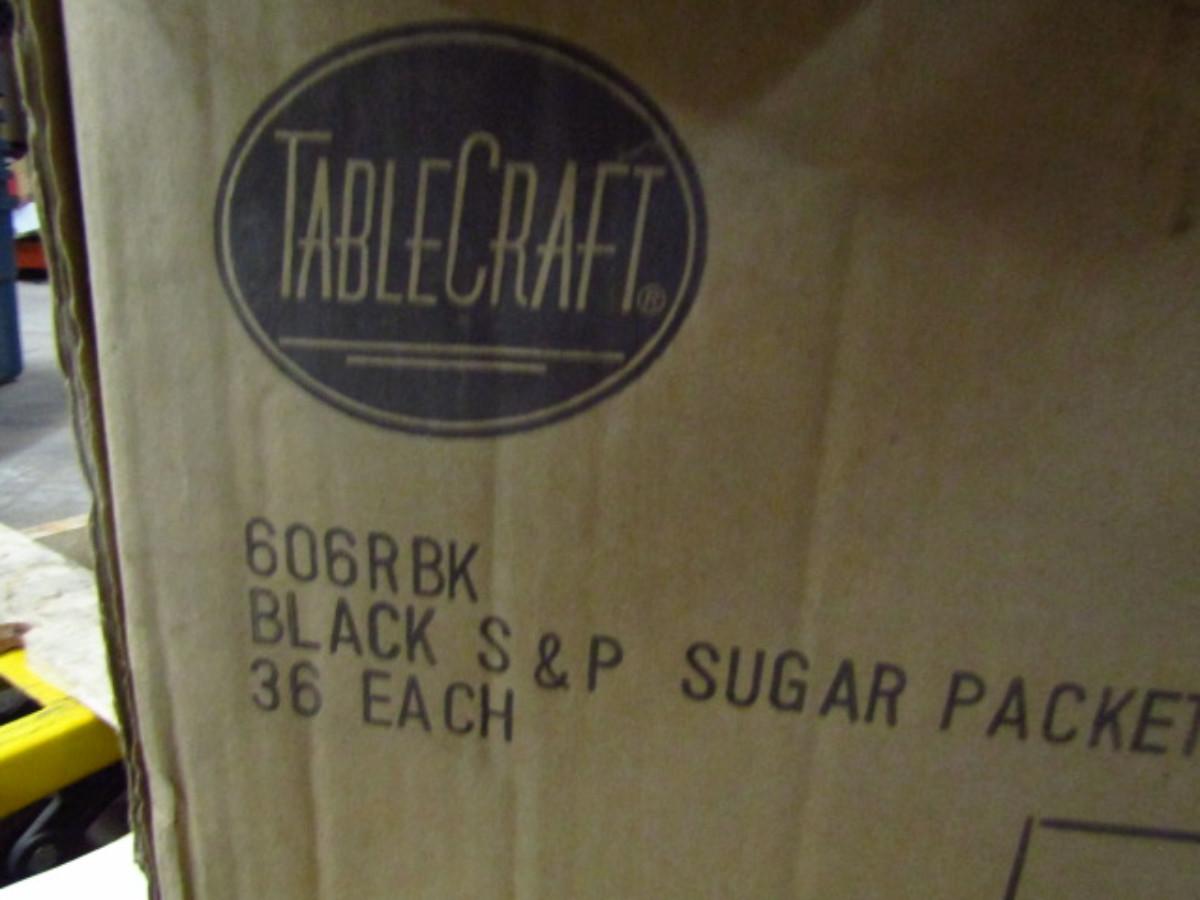 TABLECRAFT®
606RBK
BLACK S & P SUGAR PACKET
36 EACH